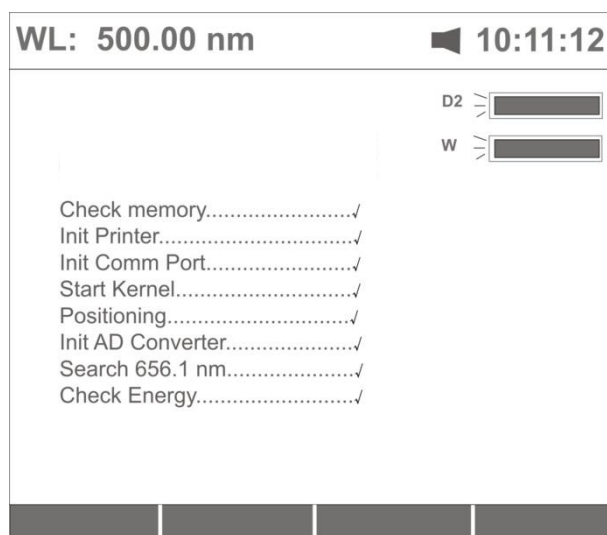 WL: 500.00 nm 10:11:12
D2
W
Check memory........................√
Init Printer................................√
Init Comm Port........................√
Start Kernel.............................√
Positioning..............................√
Init AD Converter.....................√
Search 656.1 nm.....................√
Check Energy..........................√